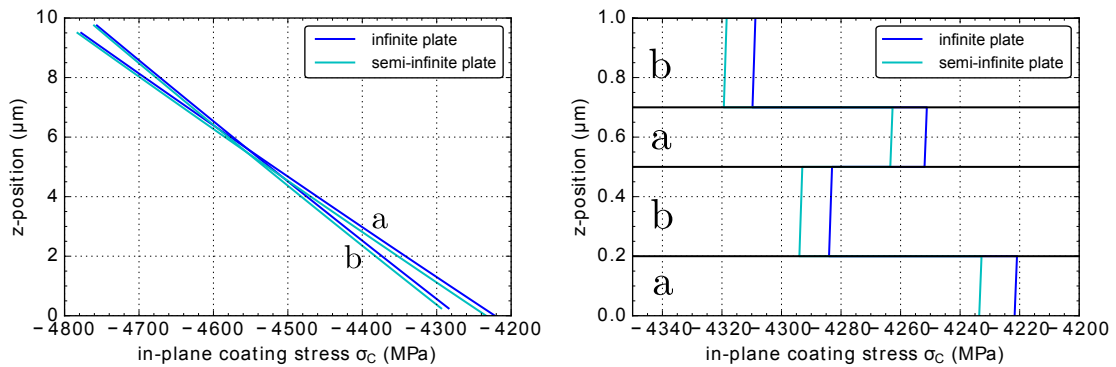 10
8
6
4
2
0
z-position (µm)
infinite plate
semi-infinite plate
a
b
−4800 −4700 −4600 −4500 −4400 −4300 −4200
in-plane coating stress σC (MPa)
1.0
0.8
0.6
0.4
0.2
0.0
z-position (µm)
infinite plate
semi-infinite plate
b
a
b
a
−4340 −4320 −4300 −4280 −4260 −4240 −4220 −4200
in-plane coating stress σC (MPa)